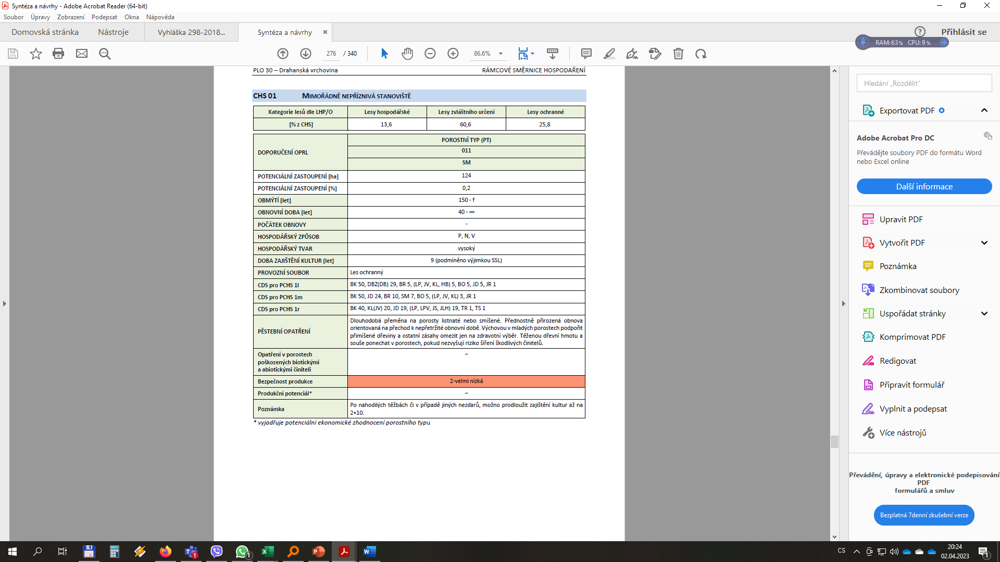 Syntéza a návrhy - Adobe Acrobat Reader (64-bit)
Soubor Úpravy Zobrazení Podepsat Okna Nápověda
Domovská stránka Nástroje Vyhláška 298-2018... Syntéza a návrhy × ? Přihlásit se
RAM: 63 % CPU: 9 %
276 / 340 86.6%
PLO 30 – Drahanská vrchovina RÁMCOVÉ SMĚRNICE HOSPODAŘENÍ
CHS 01 MIMOŘÁDNĚ NEPŘÍZNIVÁ STANOVIŠTĚ
Kategorie lesů dle LHP/O Lesy hospodářské Lesy zvláštního určení Lesy ochranné
[% z CHS] 13,6 60,6 25,8
DOPORUČENÍ OPRL
POROSTNÍ TYP (PT)
011
SM
POTENCIÁLNÍ ZASTOUPENÍ [ha] 124
POTENCIÁLNÍ ZASTOUPENÍ [%] 0,2
OBMÝTÍ [let] 150 - f
OBNOVNÍ DOBA [let] 40 - ∞
POČÁTEK OBNOVY -
HOSPODÁŘSKÝ ZPŮSOB P, N, V
HOSPODÁŘSKÝ TVAR vysoký
DOBA ZAJIŠTĚNÍ KULTUR [let] 9 (podmíněno výjimkou SSL)
PROVOZNÍ SOUBOR Les ochranný
CDS pro PCHS 1l BK 50, DBZ(DB) 29, BR 5, (LP, JV, KL, HB) 5, BO 5, JD 5, JR 1
CDS pro PCHS 1m BK 50, JD 24, BR 10, SM 7, BO 5, (LP, JV, KL) 3, JR 1
CDS pro PCHS 1r BK 40, KL(JV) 20, JD 19, (LP, LPV, JS, JLH) 19, TR 1, TS 1
PĚSTEBNÍ OPATŘENÍ
Dlouhodobá přeměna na porosty listnaté nebo smíšené. Přednostně přirozená obnova
orientovaná na přechod k nepřetržité obnovní době. Výchovou v mladých porostech podpořit
přimíšené dřeviny a ostatní zásahy omezit jen na zdravotní výběr. Těženou dřevní hmotu a
souše ponechat v porostech, pokud nezvyšují riziko šíření škodlivých činitelů.
Opatření v porostech –
poškozených biotickými
a abiotickými činiteli
Bezpečnost produkce 2-velmi nízká
Produkční potenciál* –
Poznámka
Po nahodilých těžbách či v případě jiných nezdarů, možno prodloužit zajištění kultur až na
2+10.
* vyjadřuje potenciální ekonomické zhodnocení porostního typu
Hledání „Rozdělit"
Exportovat PDF
Adobe Acrobat Pro DC
Převádějte soubory PDF do formátu Word
nebo Excel online
Další informace
Upravit PDF
Vytvořit PDF
Poznámka
Zkombinovat soubory
Uspořádat stránky
Komprimovat PDF
Redigovat
Připravit formulář
Vyplnit a podepsat
Více nástrojů
Převádění, úpravy a elektronické podepisování
PDF
formulářů a smluv
Bezplatná 7denní zkušební verze
CS
20:24
02.04.2023
1
1
1